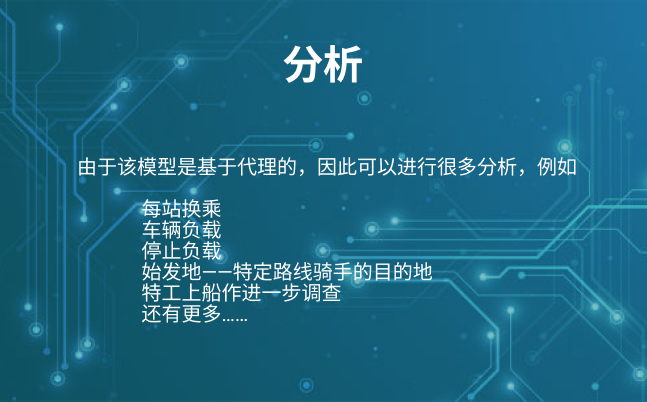 分析
由于该模型是基于代理的，因此可以进行很多分析，例如
每站换乘
车辆负载
停止负载
始发地——特定路线骑手的目的地
特工上船作进一步调查
还有更多......